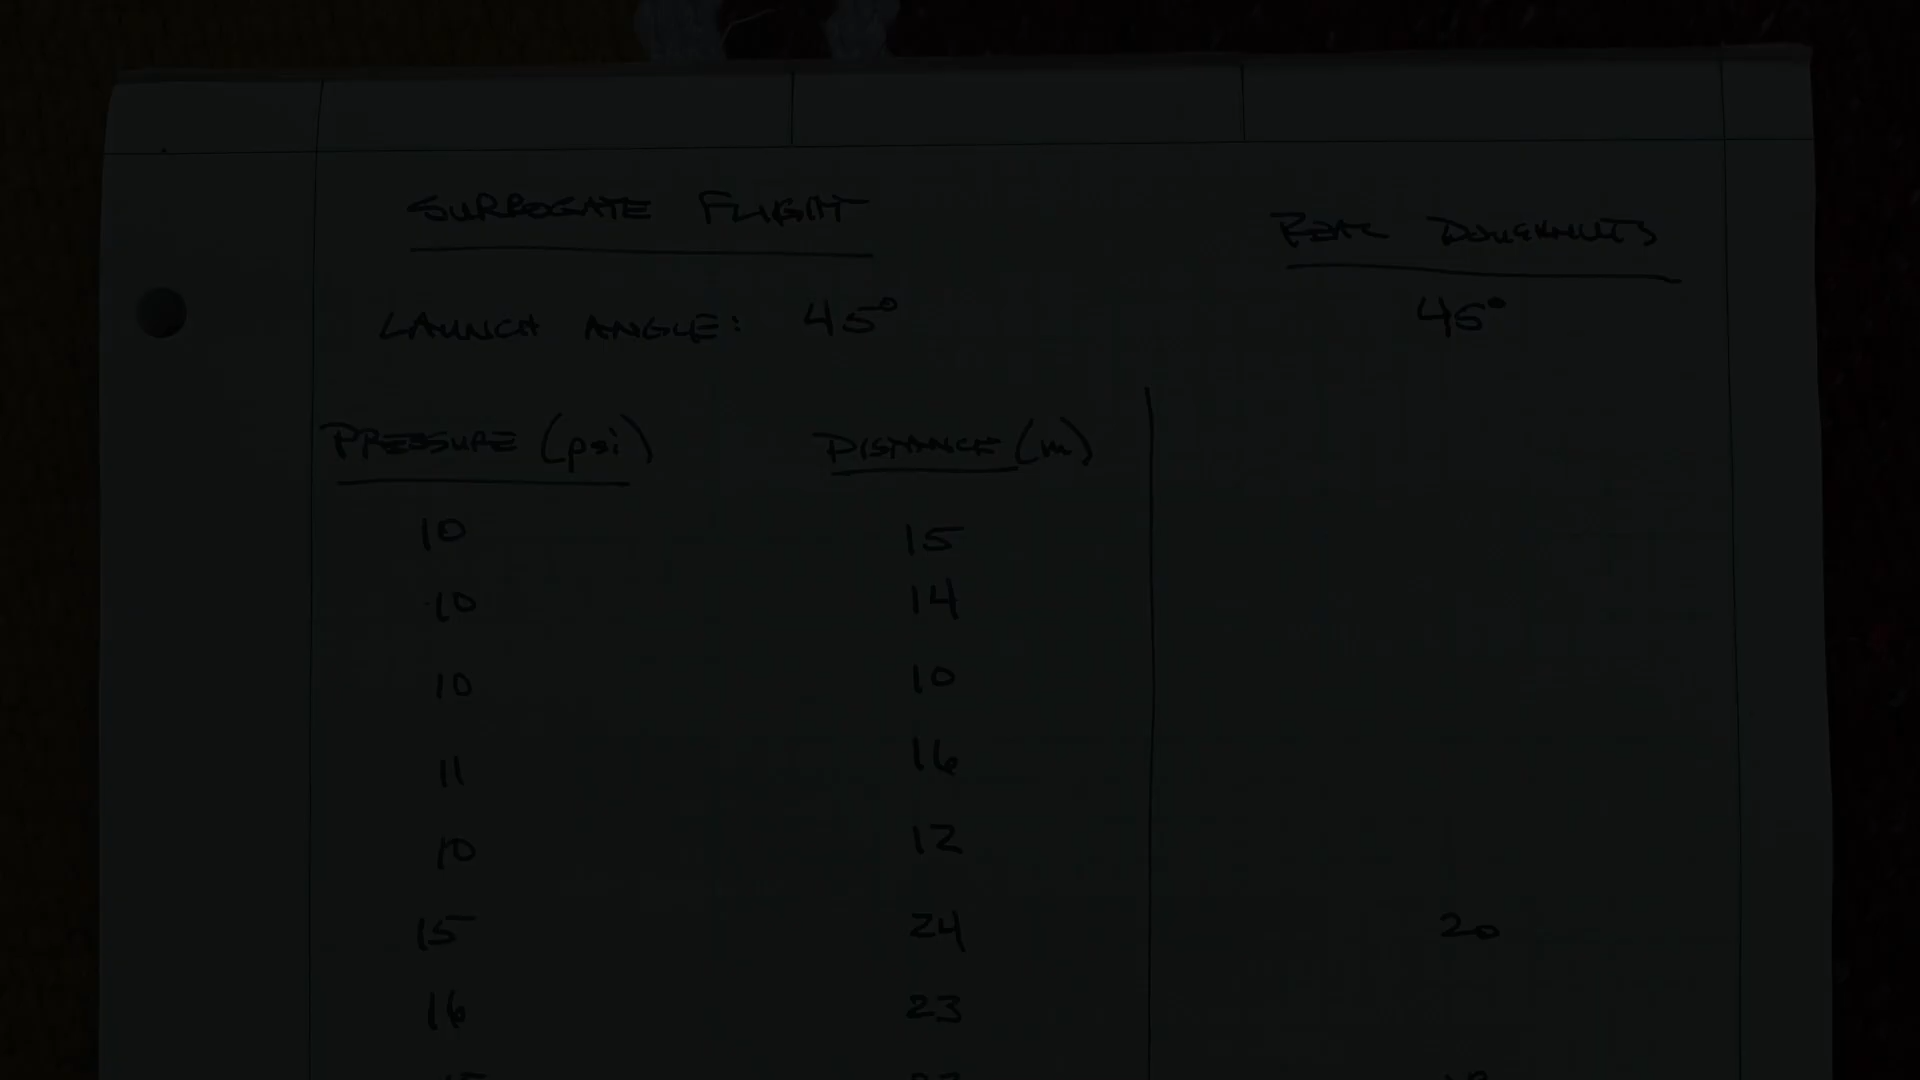 SURROGATE FLIGHT REAL DOUGHNUTS
LAUNCH ANGLE: 45° 45°
PRESSURE (psi) DISTANCE (m)
10 15
10 14
10 10
11 16
10 12
15 24 20
16 23